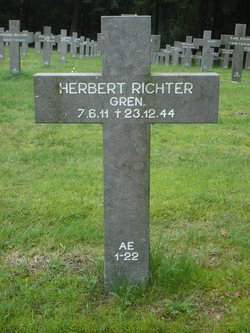 HERBERT RICHTER
GREN.
7.6.11 † 23.12.44
AE
1-22